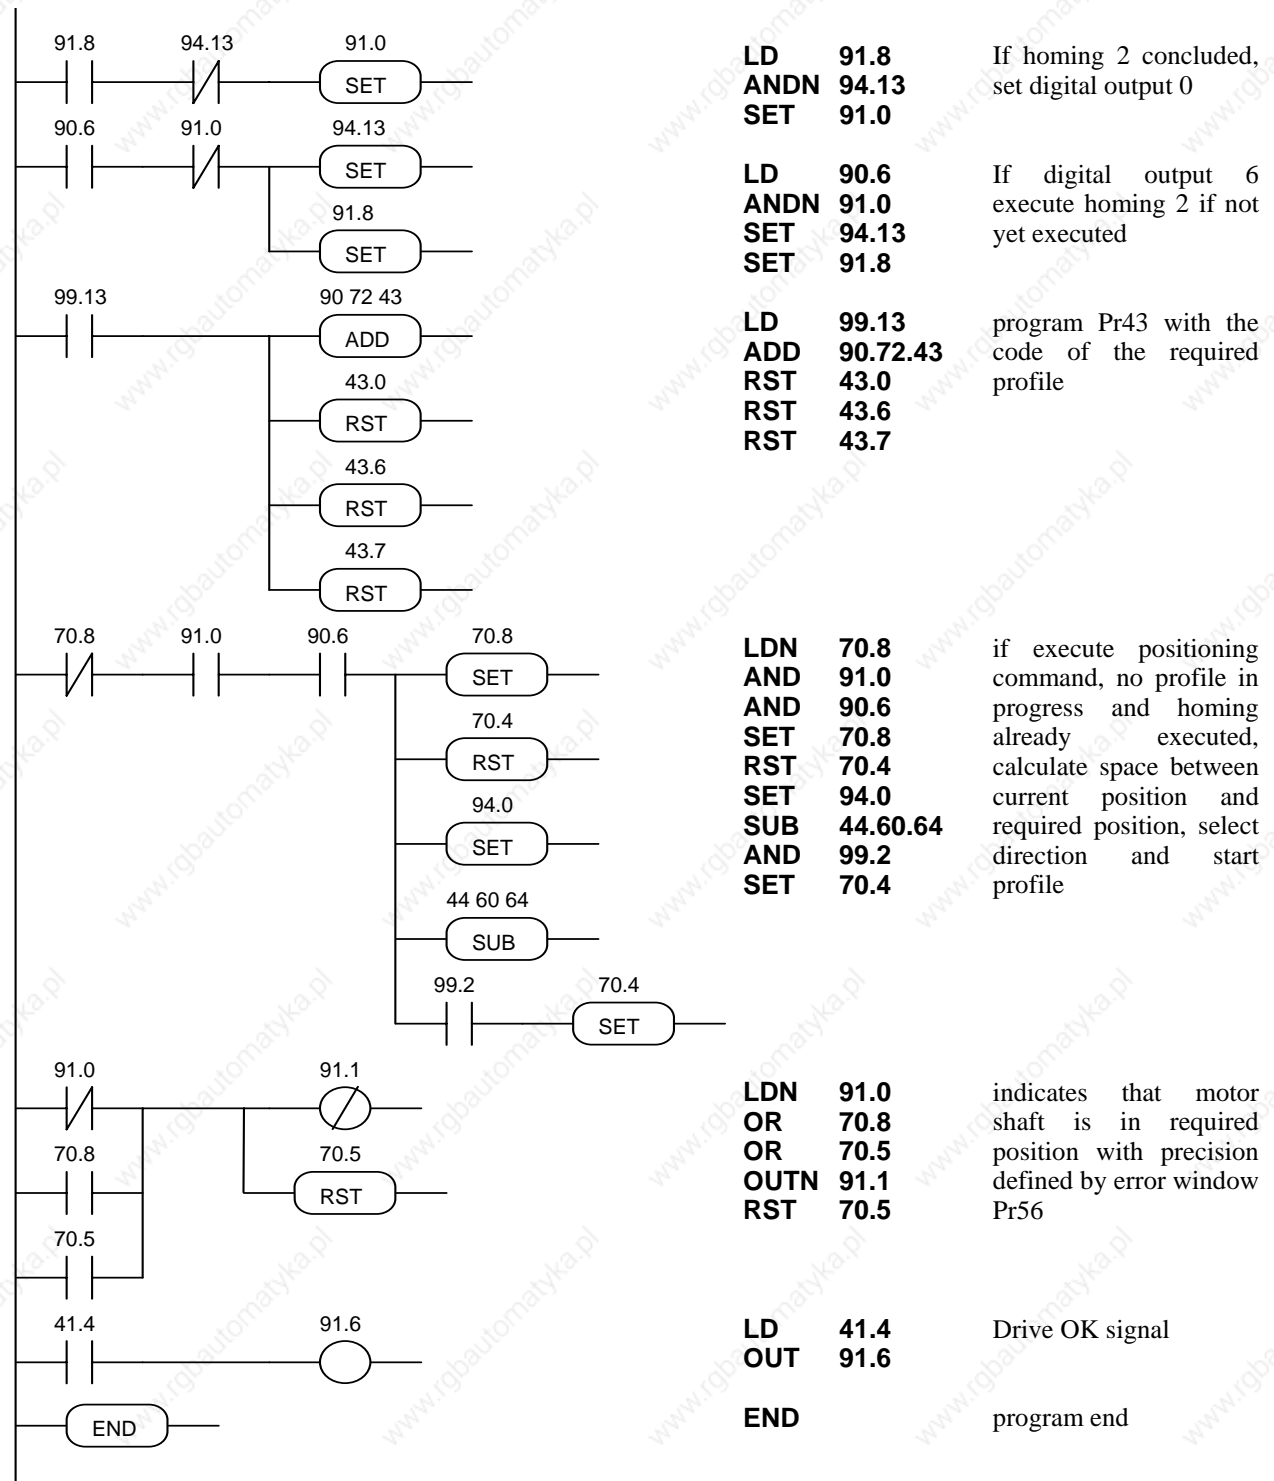 91.8 94.13 91.0
SET
90.6 91.0 94.13
SET
91.8
SET
99.13 90 72 43
ADD
43.0
RST
43.6
RST
43.7
RST
70.8 91.0 90.6 70.8
SET
70.4
RST
94.0
SET
44 60 64
SUB
99.2 70.4
SET
91.0 91.1
70.8 70.5
RST
70.5
41.4 91.6
END
LD 91.8
ANDN 94.13
SET 91.0
If homing 2 concluded,
set digital output 0
LD 90.6
ANDN 91.0
SET 94.13
SET 91.8
If digital output 6
execute homing 2 if not
yet executed
LD 99.13
ADD 90.72.43
RST 43.0
RST 43.6
RST 43.7
program Pr43 with the
code of the required
profile
LDN 70.8
AND 91.0
AND 90.6
SET 70.8
RST 70.4
SET 94.0
SUB 44.60.64
AND 99.2
SET 70.4
if execute positioning
command, no profile in
progress and homing
already executed,
calculate space between
current position and
required position, select
direction and start
profile
LDN 91.0
OR 70.8
OR 70.5
OUTN 91.1
RST 70.5
indicates that motor
shaft is in required
position with precision
defined by error window
Pr56
LD 41.4
OUT 91.6
Drive OK signal
END
program end
www.rgbautomatyka.pl